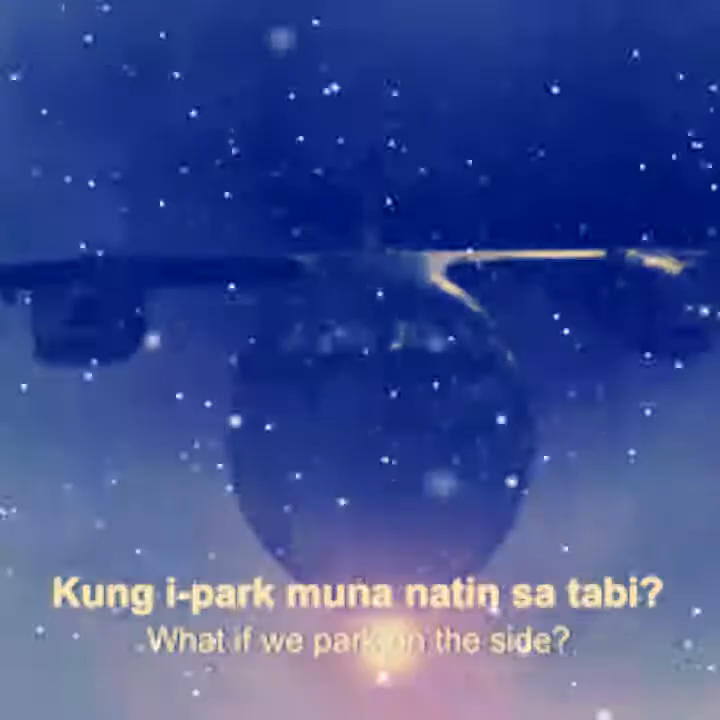 Kung i-park muna natin sa tabi?
What if we park on the side?